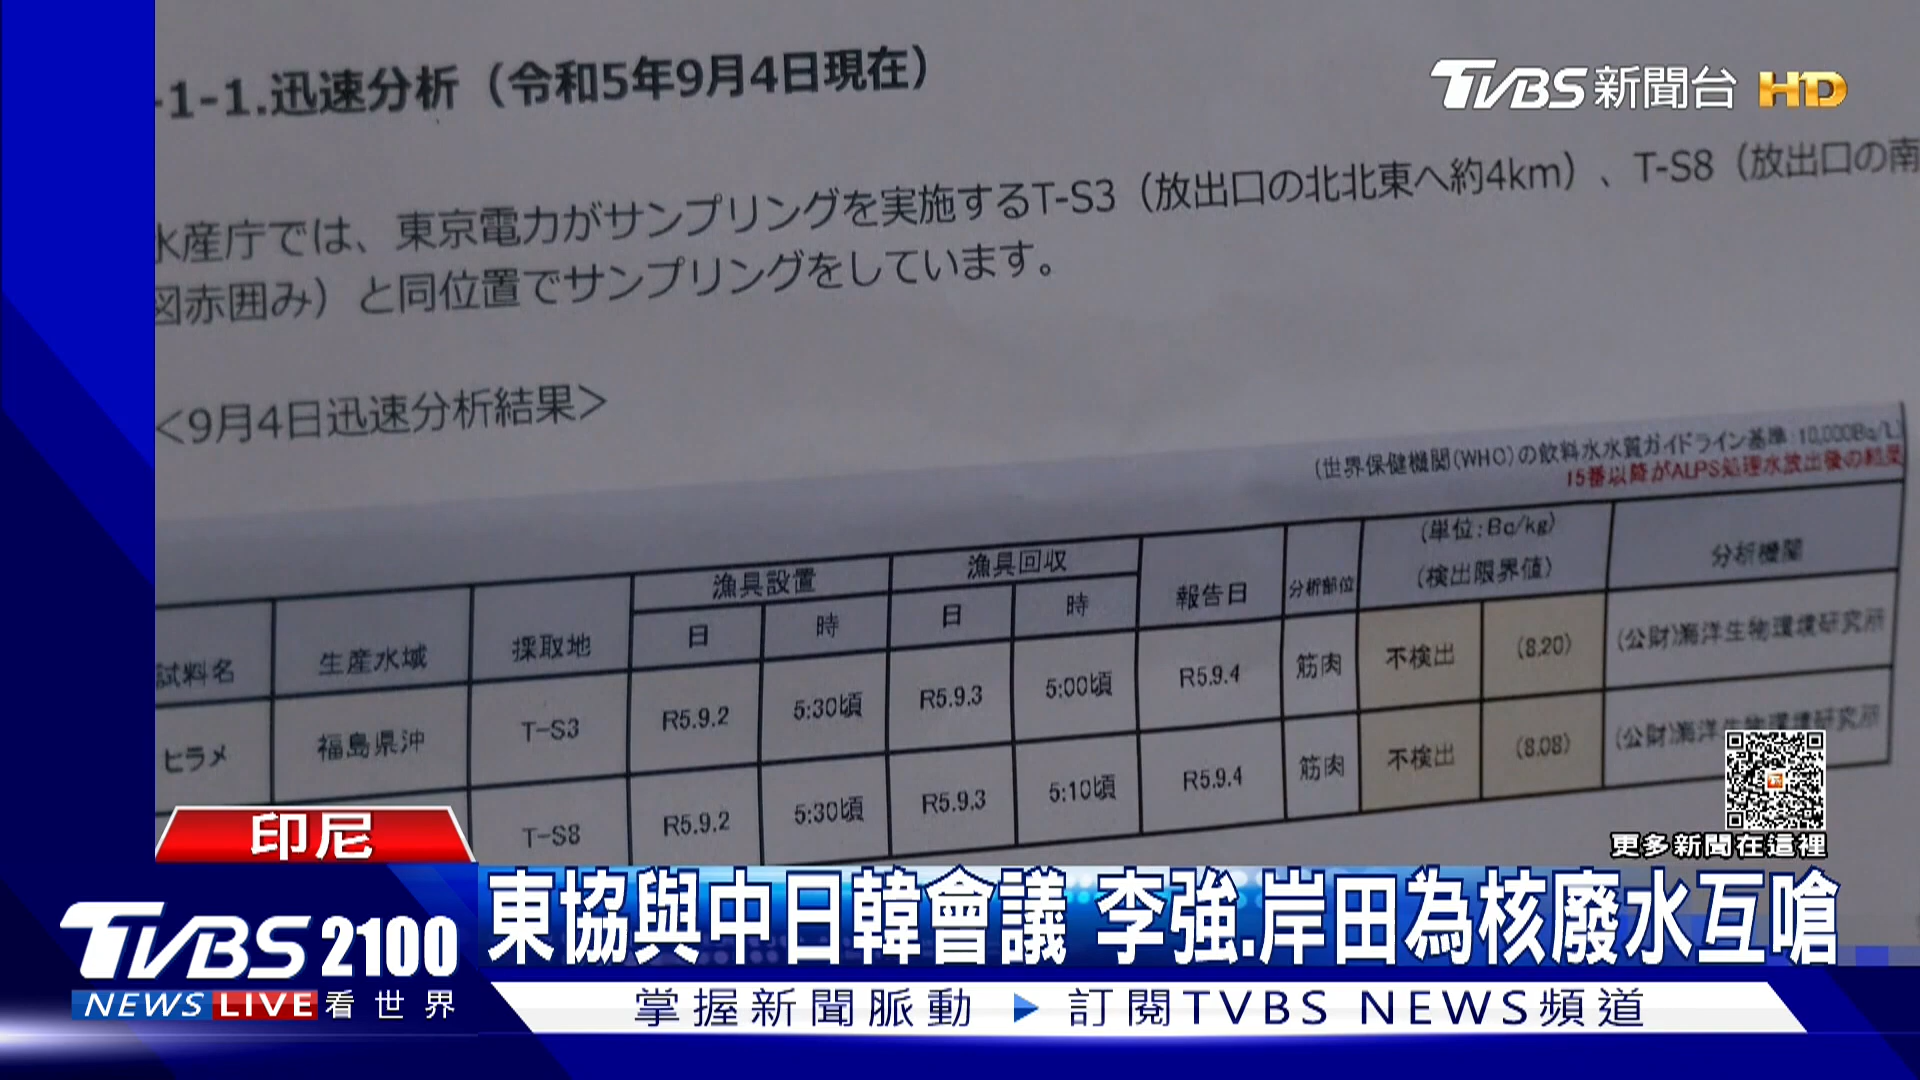 -1-1.迅速分析（令和5年9月4日現在）
TVBS新聞台 HD
水産庁では、東京電力がサンプリングを実施するT-S3（放出口の北北東へ約4km）、T-S8（放出口の南
図赤囲み）と同位置でサンプリングをしています。
＜9月4日迅速分析結果＞
(世界保健機関(WHO)の飲料水水質ガイドライン基準:10,000Bq/L)
15番以降がALPS処理水放出後の結果
試料名 生産水域 採取地 漁具設置 漁具回収 報告日 分析部位 (単位:Bq/kg) 分析機関
日 時 日 時 (検出限界値)
ヒラメ 福島県沖 T-S3 R5.9.2 5:30頃 R5.9.3 5:00頃 R5.9.4 筋肉 不検出 (8.20) (公財)海洋生物環境研究所
T-S8 R5.9.2 5:30頃 R5.9.3 5:10頃 R5.9.4 筋肉 不検出 (8.08) (公財)海洋生物環境研究所
更多新聞在這裡
印尼
東協與中日韓會議 李強.岸田為核廢水互嗆
TVBS 2100
NEWS LIVE 看世界
掌握新聞脈動 ▶ 訂閱TVBS NEWS頻道